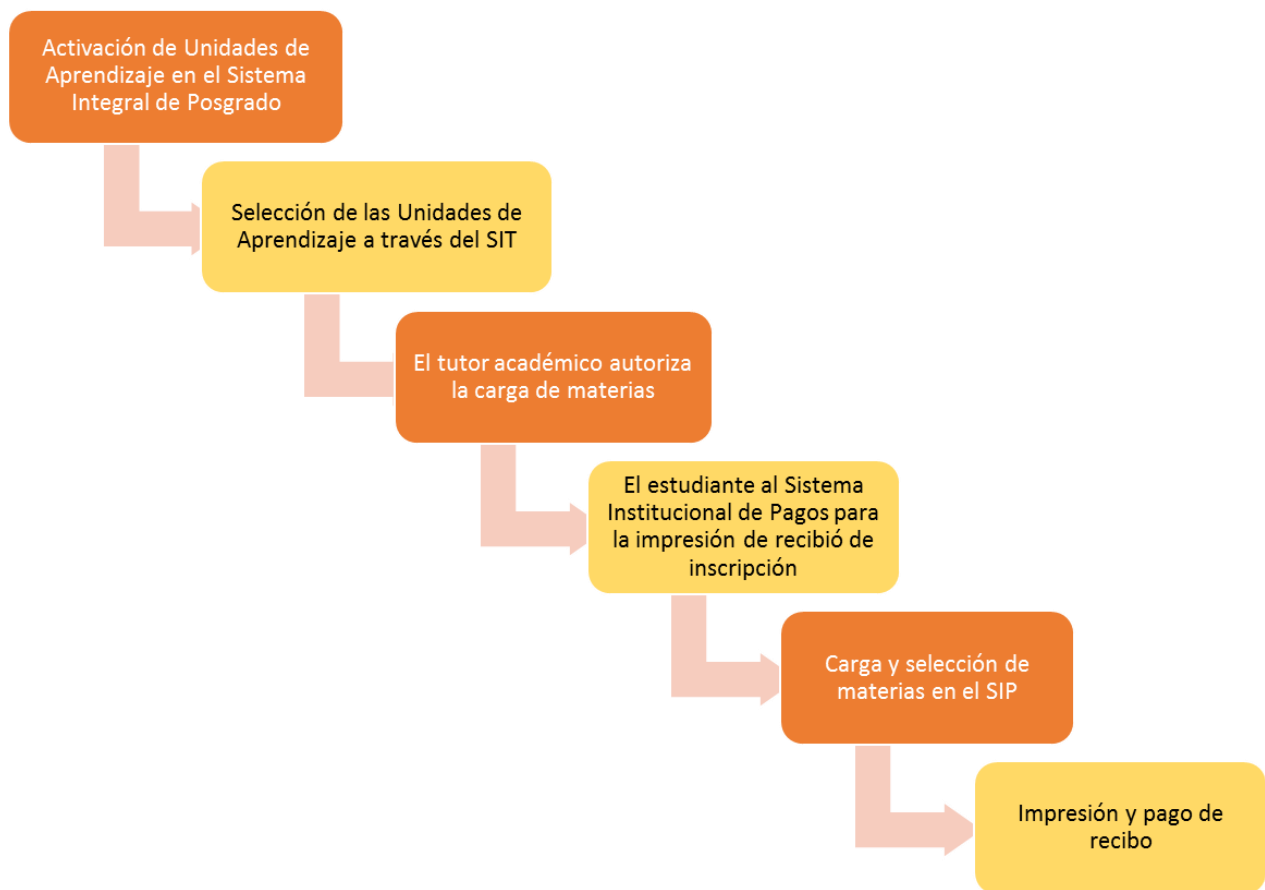 Activación de Unidades de
Aprendizaje en el Sistema
Integral de Posgrado
Selección de las Unidades de
Aprendizaje a través del SIT
El tutor académico autoriza
la carga de materias
El estudiante al Sistema
Institucional de Pagos para
la impresión de recibió de
inscripción
Carga y selección de
materias en el SIP
Impresión y pago de
recibo